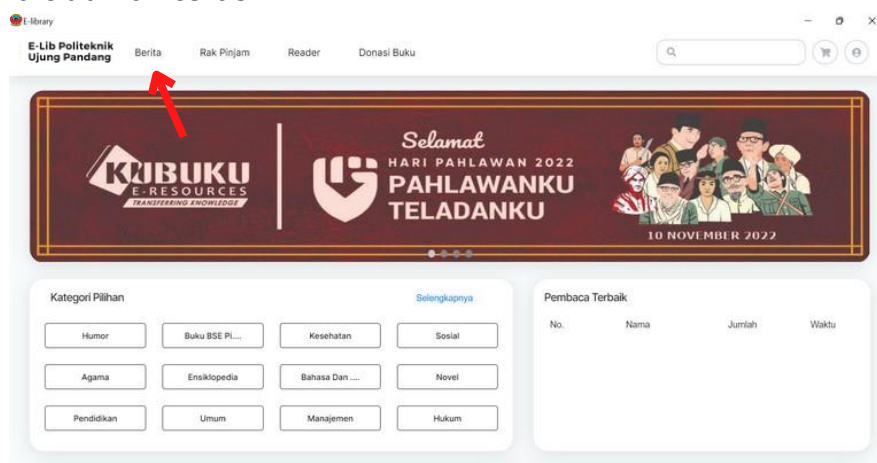 E-library
E-Lib Politeknik
Ujung Pandang
Berita
Rak Pinjam
Reader
Donasi Buku
KUBUKU
E-RESOURCES
TRANSFERRING KNOWLEDGE
Selamat
HARI PAHLAWAN 2022
PAHLAWANKU
TELADANKU
10 NOVEMBER 2022
Kategori Pilihan
Selengkapnya
Humor
Buku BSE Pi....
Kesehatan
Sosial
Agama
Ensiklopedia
Bahasa Dan ....
Novel
Pendidikan
Umum
Manajemen
Hukum
Pembaca Terbaik
No.
Nama
Jumlah
Waktu